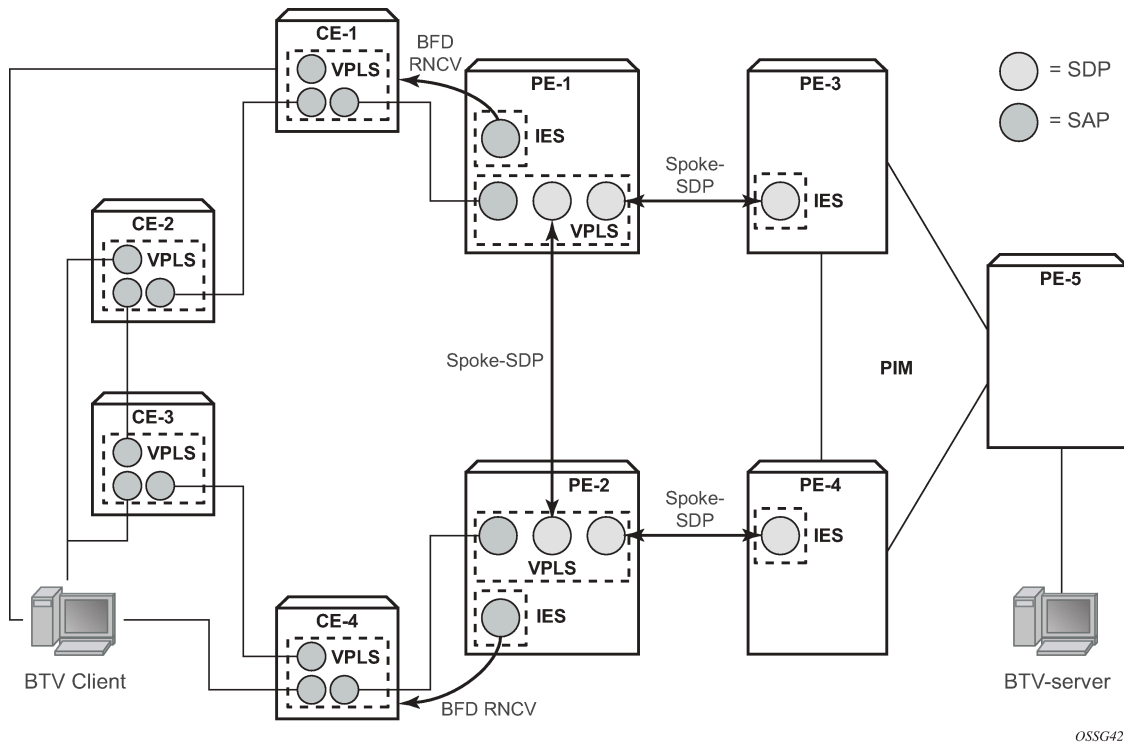 CE-1
VPLS
BFD
RNCV
PE-1
IES
VPLS
Spoke-
SDP
PE-3
IES
= SDP
= SAP
CE-2
VPLS
PE-5
Spoke-SDP
PIM
CE-3
VPLS
PE-2
VPLS
IES
Spoke-
SDP
PE-4
IES
CE-4
VPLS
BFD RNCV
BTV Client
BTV-server
OSSG42